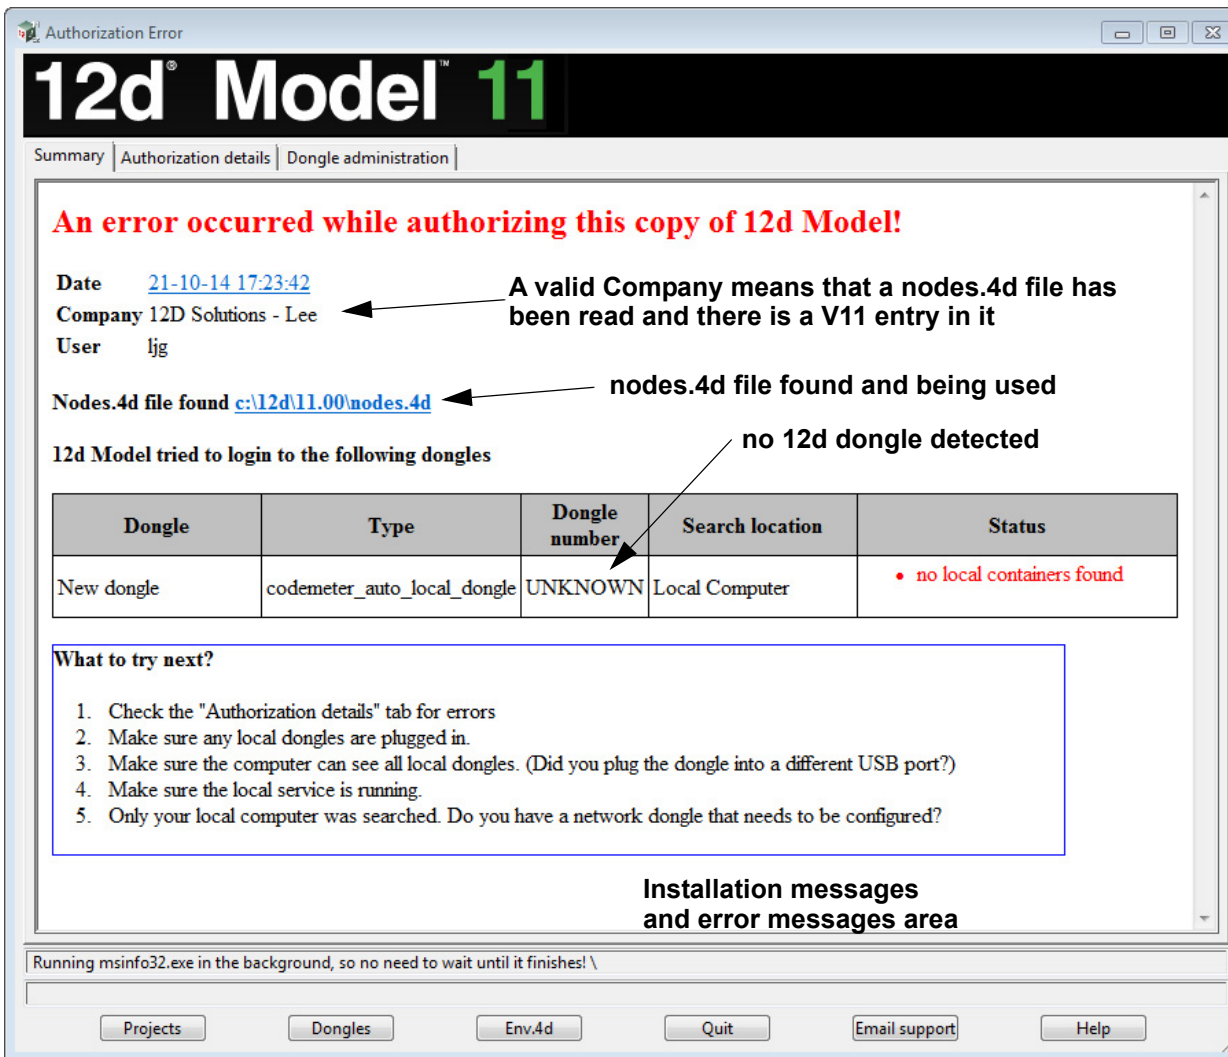 Authorization Error
12d® Model™ 11
Summary Authorization details Dongle administration
An error occurred while authorizing this copy of 12d Model!
Date 21-10-14 17:23:42
Company 12D Solutions - Lee
User ljg
A valid Company means that a nodes.4d file has
been read and there is a V11 entry in it
Nodes.4d file found c:\12d\11.00\nodes.4d
nodes.4d file found and being used
no 12d dongle detected
12d Model tried to login to the following dongles
Dongle Type Dongle number Search location Status
New dongle codemeter_auto_local_dongle UNKNOWN Local Computer • no local containers found
What to try next?
1. Check the "Authorization details" tab for errors
2. Make sure any local dongles are plugged in.
3. Make sure the computer can see all local dongles. (Did you plug the dongle into a different USB port?)
4. Make sure the local service is running.
5. Only your local computer was searched. Do you have a network dongle that needs to be configured?
Installation messages
and error messages area
Running msinfo32.exe in the background, so no need to wait until it finishes! \
Projects Dongles Env.4d Quit Email support Help